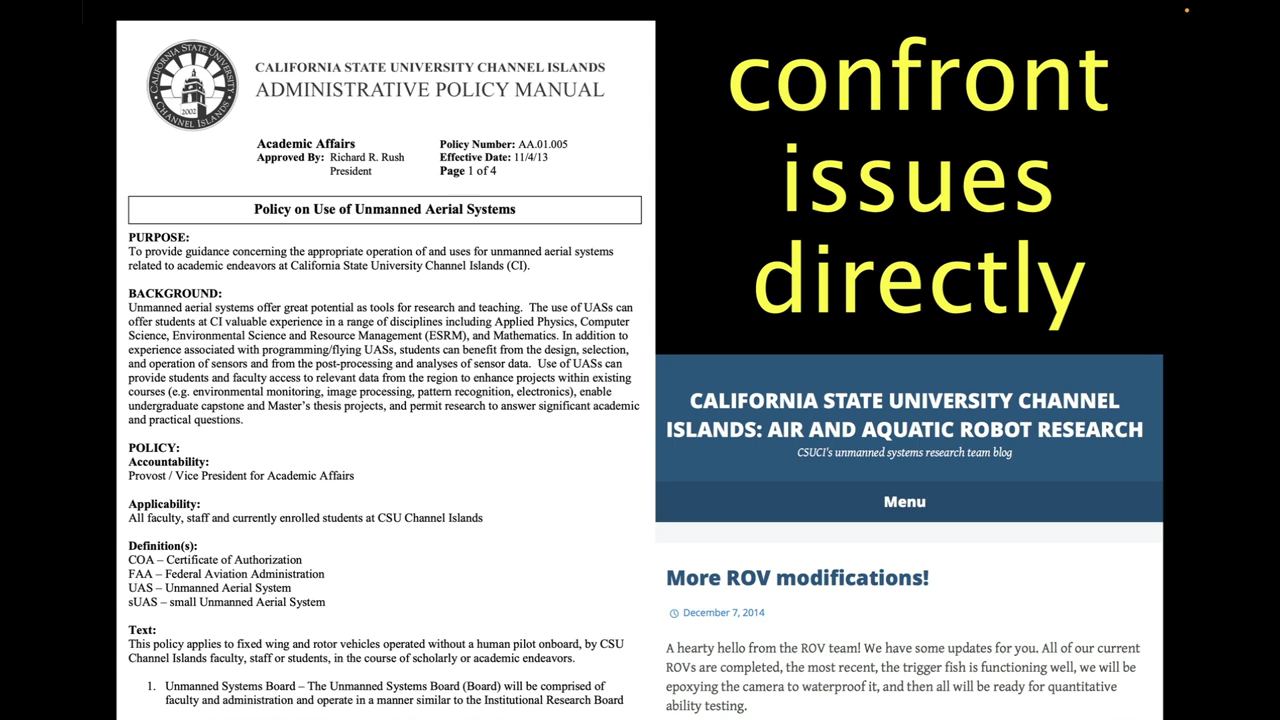 CALIFORNIA STATE UNIVERSITY
CHANNEL ISLANDS
2002
CALIFORNIA STATE UNIVERSITY CHANNEL ISLANDS
ADMINISTRATIVE POLICY MANUAL
Academic Affairs
Approved By: Richard R. Rush
President
Policy Number: AA.01.005
Effective Date: 11/4/13
Page 1 of 4
Policy on Use of Unmanned Aerial Systems
PURPOSE:
To provide guidance concerning the appropriate operation of and uses for unmanned aerial systems
related to academic endeavors at California State University Channel Islands (CI).
BACKGROUND:
Unmanned aerial systems offer great potential as tools for research and teaching.  The use of UASs can
offer students at CI valuable experience in a range of disciplines including Applied Physics, Computer
Science, Environmental Science and Resource Management (ESRM), and Mathematics. In addition to
experience associated with programming/flying UASs, students can benefit from the design, selection,
and operation of sensors and from the post-processing and analyses of sensor data.  Use of UASs can
provide students and faculty access to relevant data from the region to enhance projects within existing
courses (e.g. environmental monitoring, image processing, pattern recognition, electronics), enable
undergraduate capstone and Master's thesis projects, and permit research to answer significant academic
and practical questions.
POLICY:
Accountability:
Provost / Vice President for Academic Affairs
Applicability:
All faculty, staff and currently enrolled students at CSU Channel Islands
Definition(s):
COA – Certificate of Authorization
FAA – Federal Aviation Administration
UAS – Unmanned Aerial System
sUAS – small Unmanned Aerial System
Text:
This policy applies to fixed wing and rotor vehicles operated without a human pilot onboard, by CSU
Channel Islands faculty, staff or students, in the course of scholarly or academic endeavors.
1. Unmanned Systems Board – The Unmanned Systems Board (Board) will be comprised of
faculty and administration and operate in a manner similar to the Institutional Research Board
confront
issues
directly
CALIFORNIA STATE UNIVERSITY CHANNEL
ISLANDS: AIR AND AQUATIC ROBOT RESEARCH
CSUCI's unmanned systems research team blog
Menu
More ROV modifications!
December 7, 2014
A hearty hello from the ROV team! We have some updates for you. All of our current
ROVs are completed, the most recent, the trigger fish is functioning well, we will be
epoxying the camera to waterproof it, and then all will be ready for quantitative
ability testing.